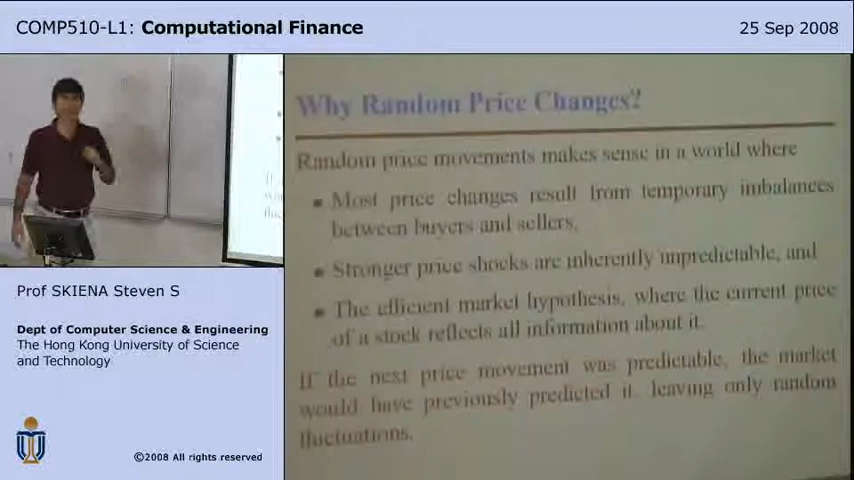 COMP510-L1: Computational Finance
25 Sep 2008
Why Random Price Changes?
Random price movements makes sense in a world where
Most price changes result from temporary imbalances
between buyers and sellers,
Stronger price shocks are inherently unpredictable, and
The efficient market hypothesis, where the current price
of a stock reflects all information about it.
If the next price movement was predictable, the market
would have previously predicted it, leaving only random
fluctuations.
Prof SKIENA Steven S
Dept of Computer Science & Engineering
The Hong Kong University of Science
and Technology
©2008 All rights reserved